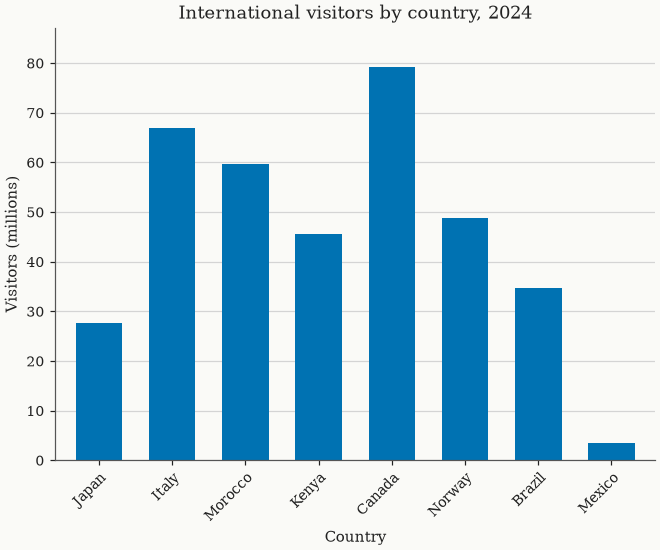 International visitors by country, 2024
Visitors (millions)
80
70
60
50
40
30
20
10
0
Japan
Italy
Morocco
Kenya
Canada
Norway
Brazil
Mexico
Country